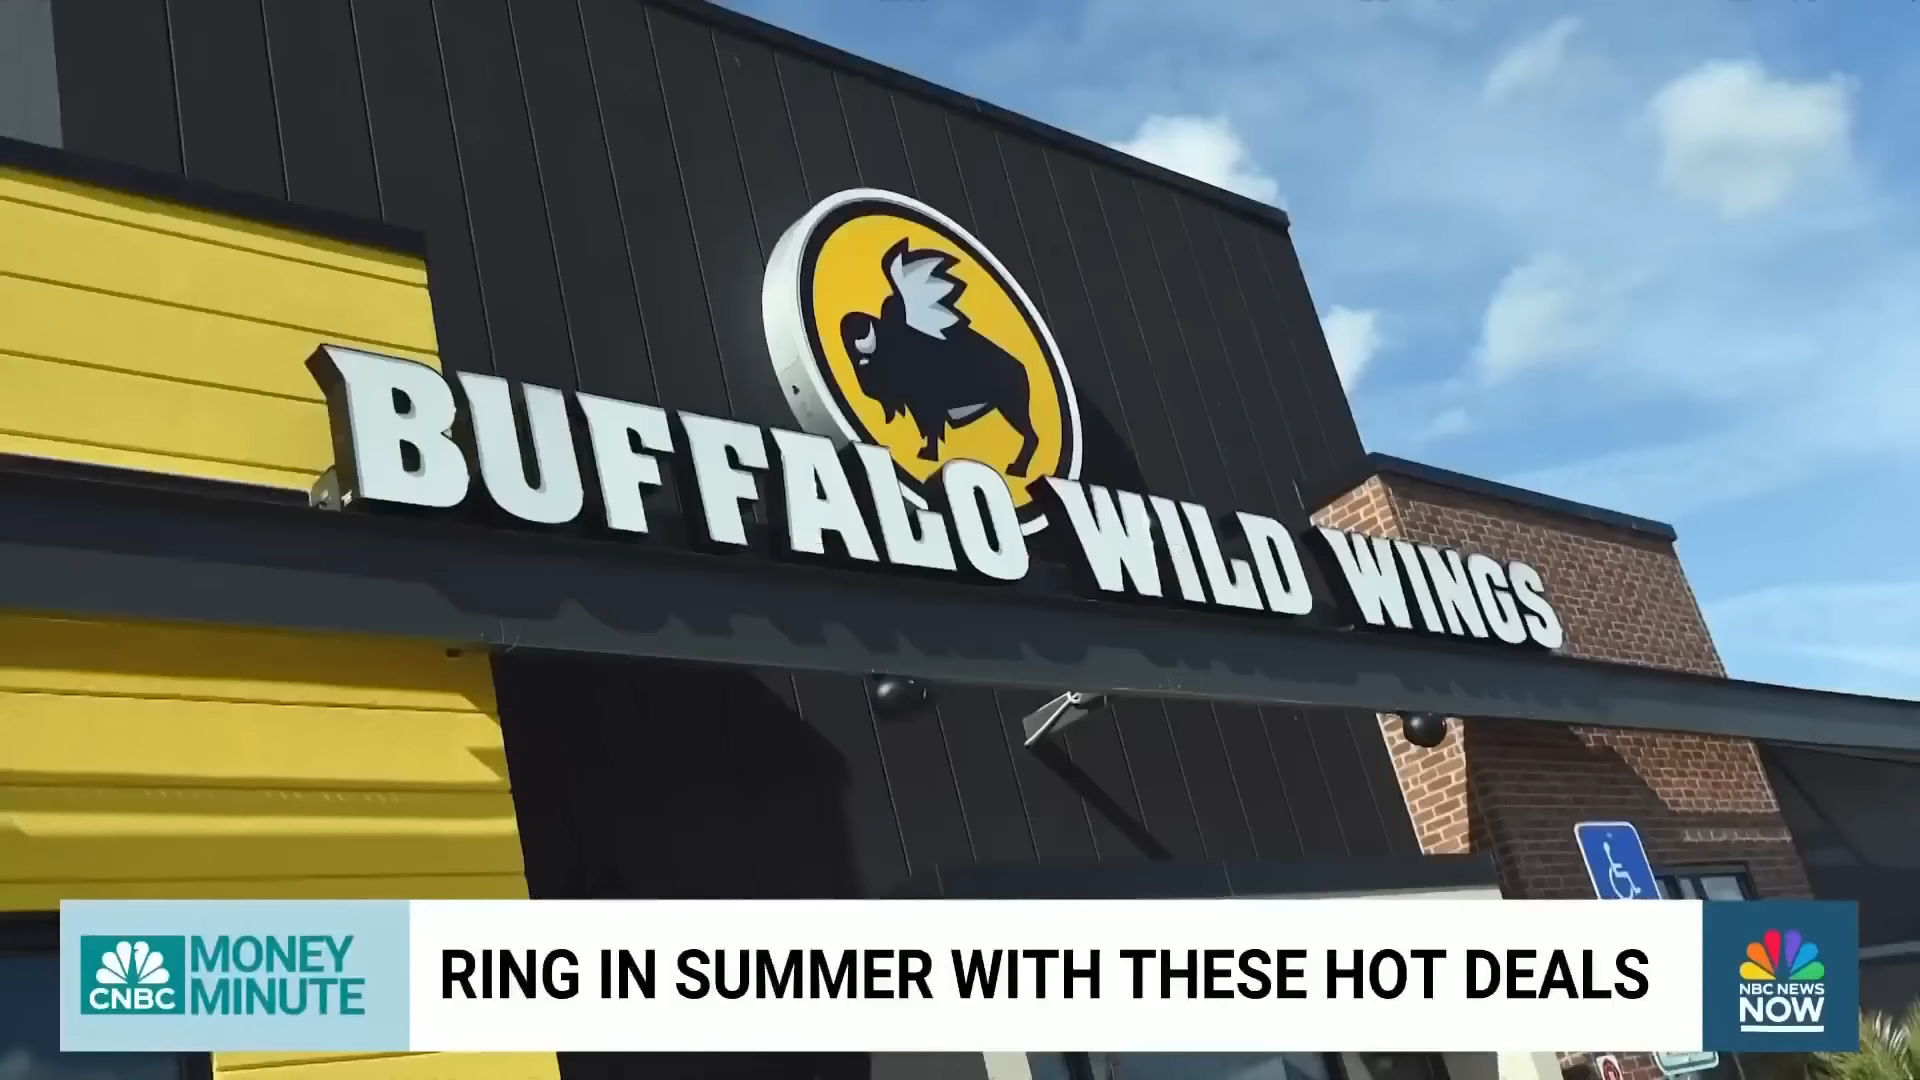 BUFFALO WILD WINGS
CNBC
MONEY
MINUTE
RING IN SUMMER WITH THESE HOT DEALS
NBC NEWS
NOW